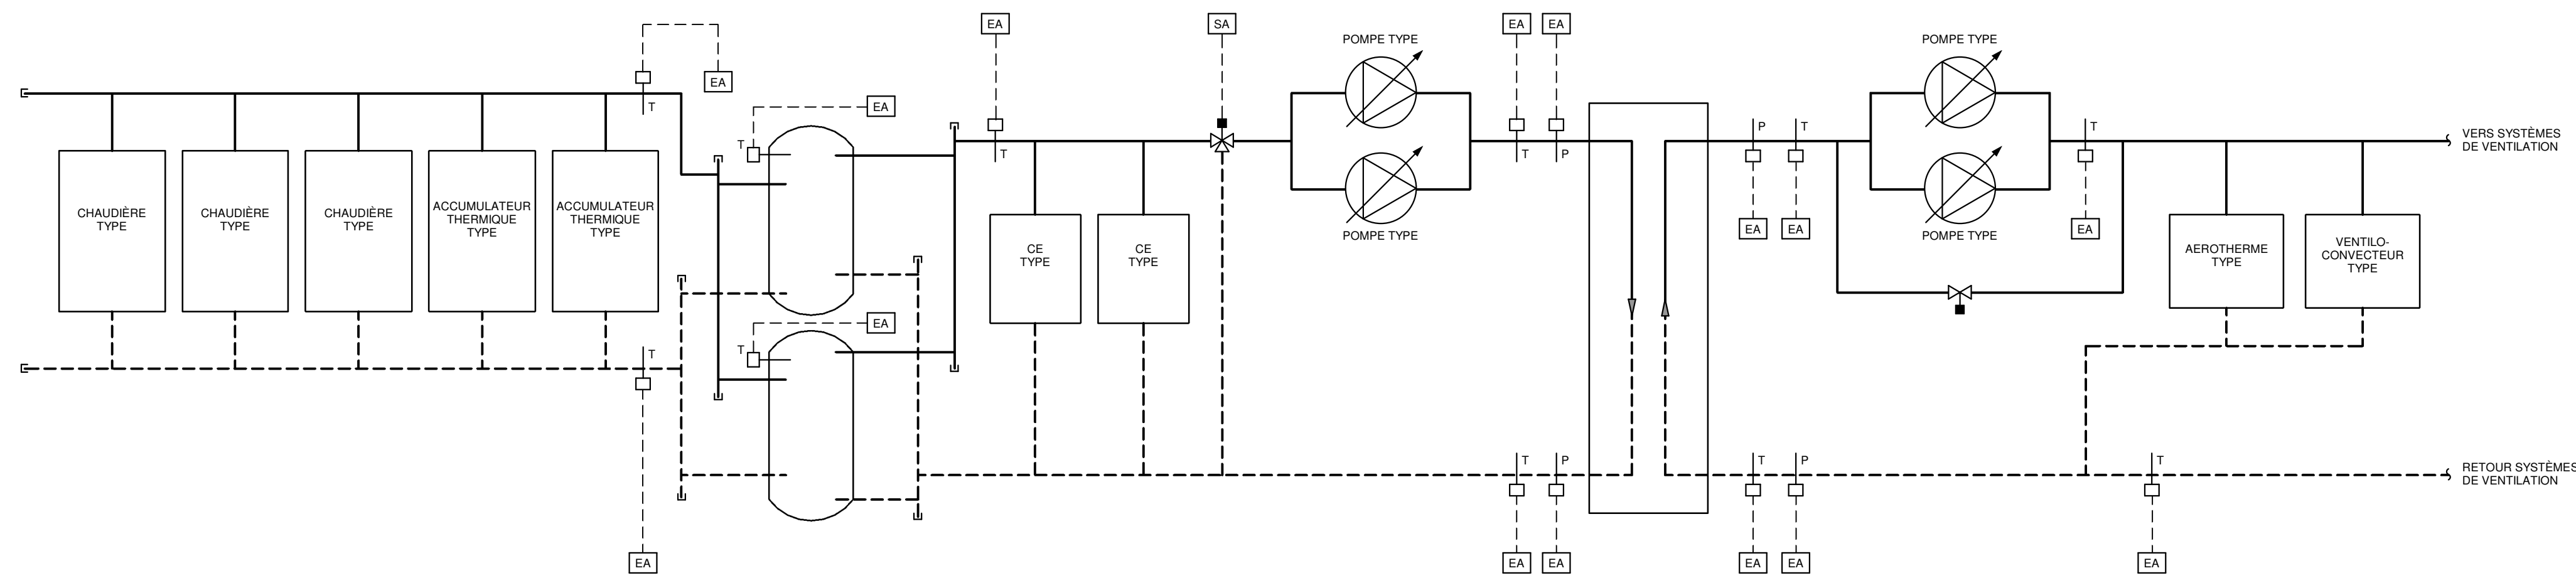 EA
SA
EA
EA
POMPE TYPE
POMPE TYPE
EA
T
EA
T
T
T
T
P
P
T
T
VERS SYSTÈMES
DE VENTILATION
CHAUDIÈRE
TYPE
CHAUDIÈRE
TYPE
CHAUDIÈRE
TYPE
ACCUMULATEUR
THERMIQUE
TYPE
ACCUMULATEUR
THERMIQUE
TYPE
CE
TYPE
CE
TYPE
POMPE TYPE
EA
EA
POMPE TYPE
EA
AEROTHERME
TYPE
VENTILO-
CONVECTEUR
TYPE
EA
T
T
T
P
T
P
T
RETOUR SYSTÈMES
DE VENTILATION
EA
EA
EA
EA
EA
EA